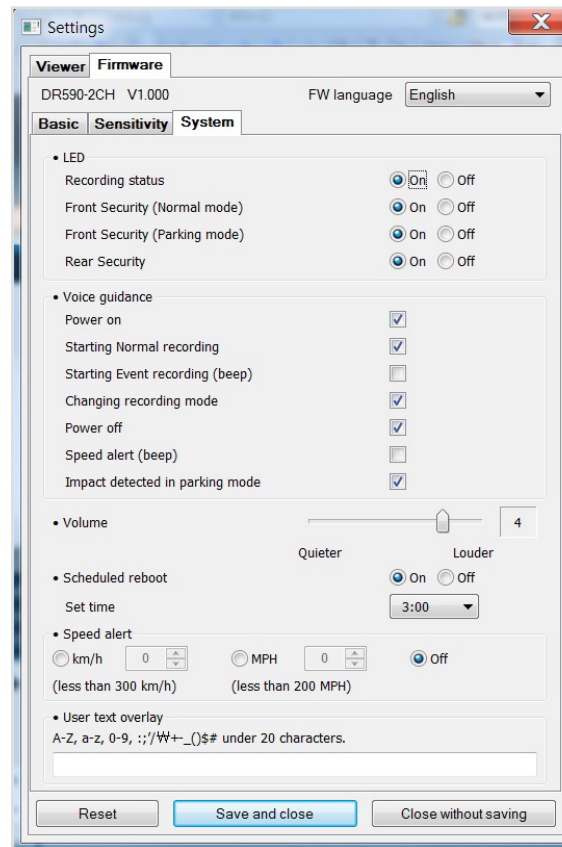 Settings
Viewer Firmware
DR590-2CH V1.000 FW language English
Basic Sensitivity System
• LED
Recording status On Off
Front Security (Normal mode) On Off
Front Security (Parking mode) On Off
Rear Security On Off
• Voice guidance
Power on
Starting Normal recording
Starting Event recording (beep)
Changing recording mode
Power off
Speed alert (beep)
Impact detected in parking mode
• Volume 4
Quieter Louder
• Scheduled reboot On Off
Set time 3:00
• Speed alert
km/h 0 MPH 0 Off
(less than 300 km/h) (less than 200 MPH)
• User text overlay
A-Z, a-z, 0-9, :;'/₩+-_()$# under 20 characters.
Reset Save and close Close without saving